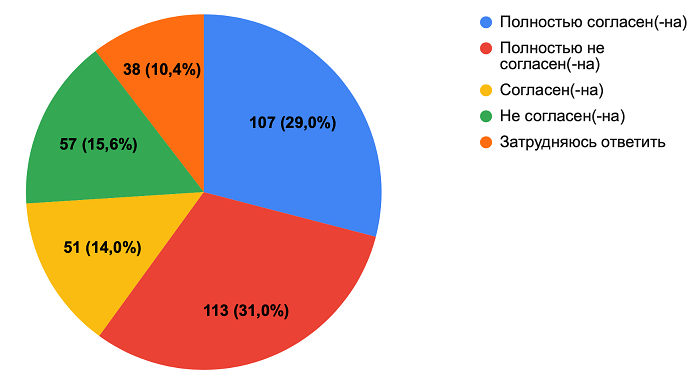 Полностью согласен(-на)
Полностью не
согласен(-на)
Согласен(-на)
Не согласен(-на)
Затрудняюсь ответить
38 (10,4%)
107 (29,0%)
57 (15,6%)
51 (14,0%)
113 (31,0%)